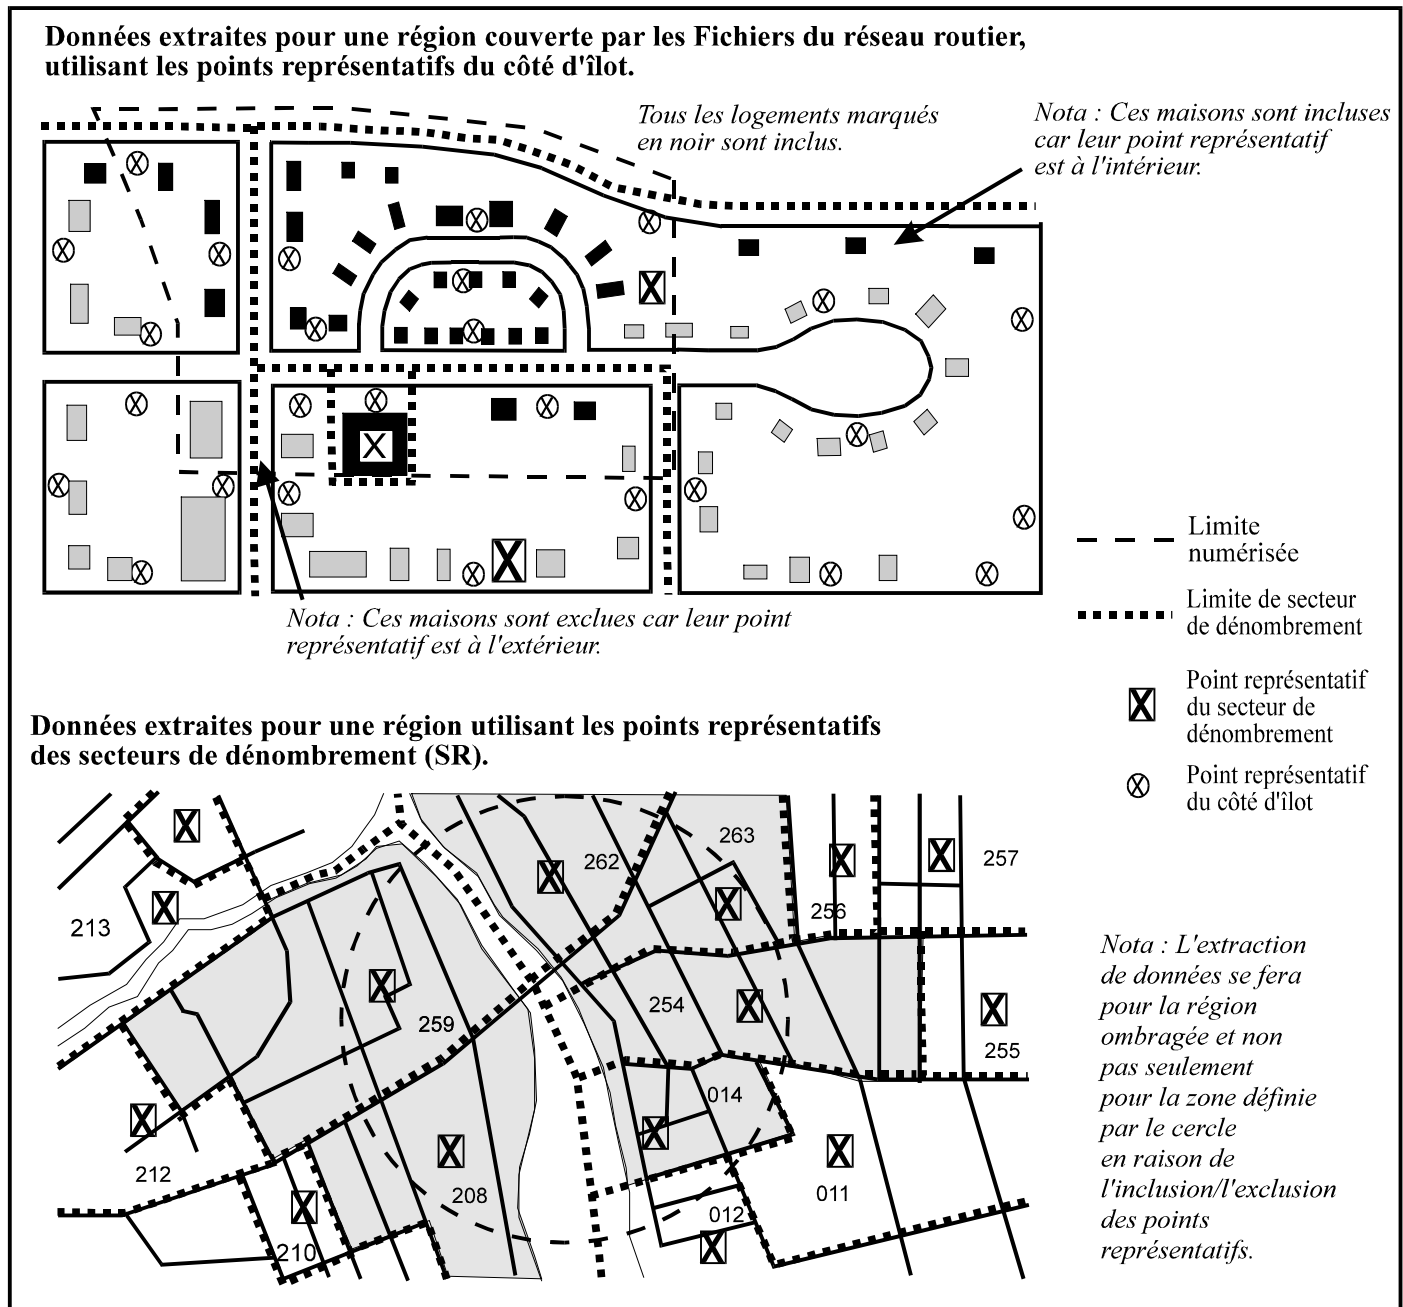 Données extraites pour une région couverte par les Fichiers du réseau routier,
utilisant les points représentatifs du côté d'îlot.
Tous les logements marqués
en noir sont inclus.
Nota : Ces maisons sont incluses
car leur point représentatif
est à l'intérieur.
Nota : Ces maisons sont exclues car leur point
représentatif est à l'extérieur.
Limite
numérisée
Limite de secteur
de dénombrement
Point représentatif
du secteur de
dénombrement
Point représentatif
du côté d'îlot
Données extraites pour une région utilisant les points représentatifs
des secteurs de dénombrement (SR).
263
262
257
256
213
254
259
255
014
212
208
011
012
210
Nota : L'extraction
de données se fera
pour la région
ombragée et non
pas seulement
pour la zone définie
par le cercle
en raison de
l'inclusion/l'exclusion
des points
représentatifs.